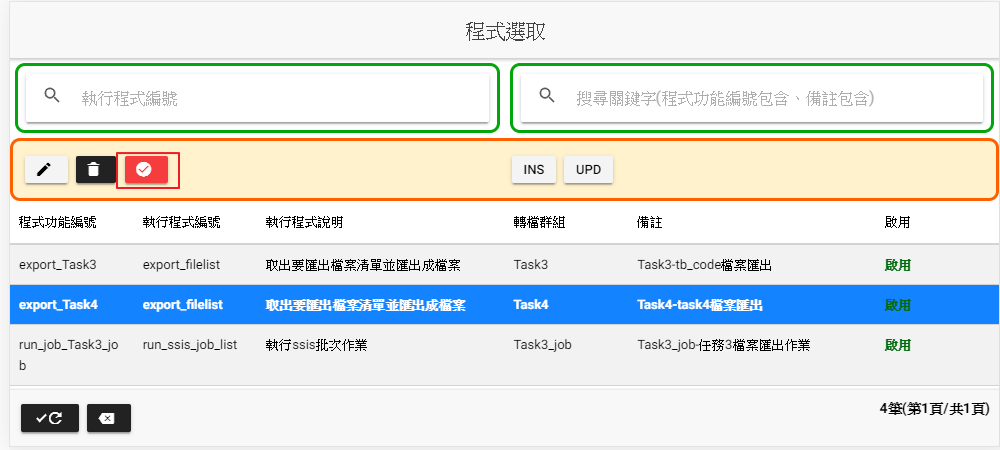 程式選取
執行程式編號
搜尋關鍵字(程式功能編號包含、備註包含)
INS UPD
程式功能編號 執行程式編號 執行程式說明 轉檔群組 備註 啟用
export_Task3 export_filelist 取出要匯出檔案清單並匯出成檔案 Task3 Task3-tb_code檔案匯出 啟用
export_Task4 export_filelist 取出要匯出檔案清單並匯出成檔案 Task4 Task4-task4檔案匯出 啟用
run_job_Task3_jo run_ssis_job_list 執行ssis批次作業 Task3_job Task3_job-任務3檔案匯出作業 啟用
b
4筆(第1頁/共1頁)